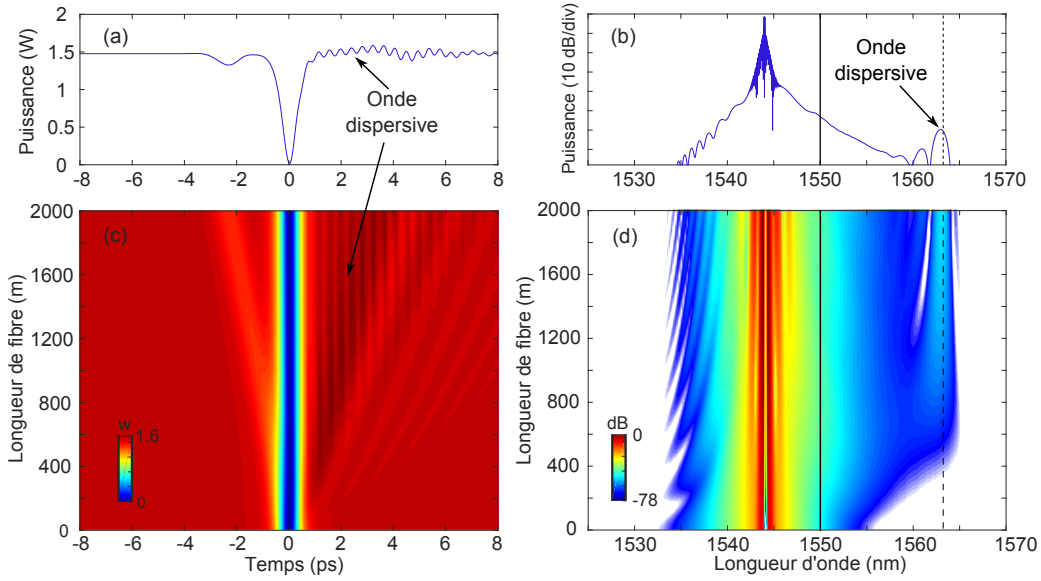 (a)
Puissance (W)
2
1.5
1
0.5
0
-8 -6 -4 -2 0 2 4 6 8
Onde
dispersive
(b)
Puissance (10 dB/div)
Onde
dispersive
1530 1540 1550 1560 1570
(c)
Longueur de fibre (m)
2000
1600
1200
800
400
0
w
1.6
0
-8 -6 -4 -2 0 2 4 6 8
Temps (ps)
(d)
Longueur de fibre (m)
2000
1600
1200
800
400
0
dB
0
-78
1530 1540 1550 1560 1570
Longueur d'onde (nm)